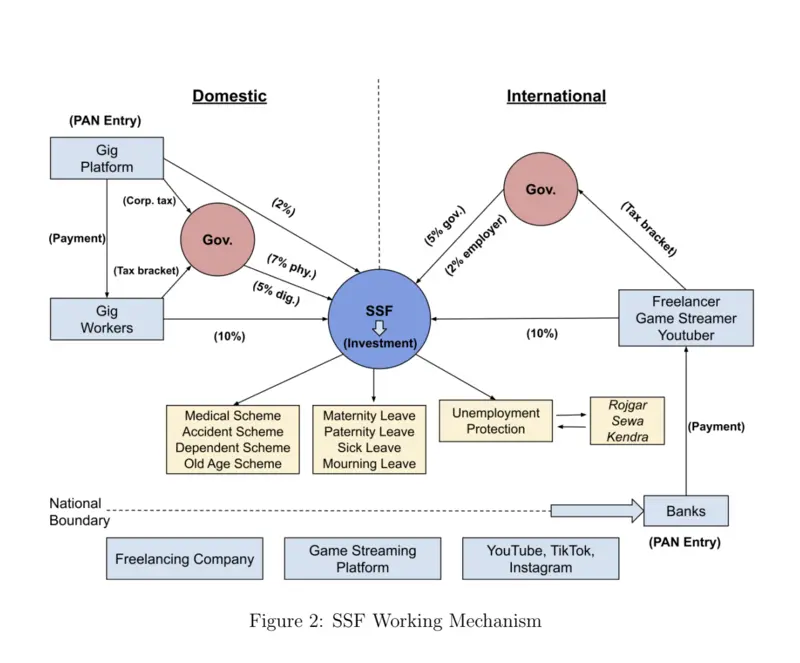 Domestic
International
(PAN Entry)
Gig
Platform
(Corp. tax)
(2%)
Gov.
(Payment)
(Tax bracket)
(7% phy.)
(5% dig.)
Gig
Workers
(10%)
Gov.
(5% gov.)
(2% employer)
(Tax bracket)
SSF
(Investment)
Freelancer
Game Streamer
Youtuber
(10%)
Medical Scheme
Accident Scheme
Dependent Scheme
Old Age Scheme
Maternity Leave
Paternity Leave
Sick Leave
Mourning Leave
Unemployment
Protection
Rojgar
Sewa
Kendra
(Payment)
National
Boundary
Banks
(PAN Entry)
Freelancing Company
Game Streaming
Platform
YouTube, TikTok,
Instagram
Figure 2: SSF Working Mechanism